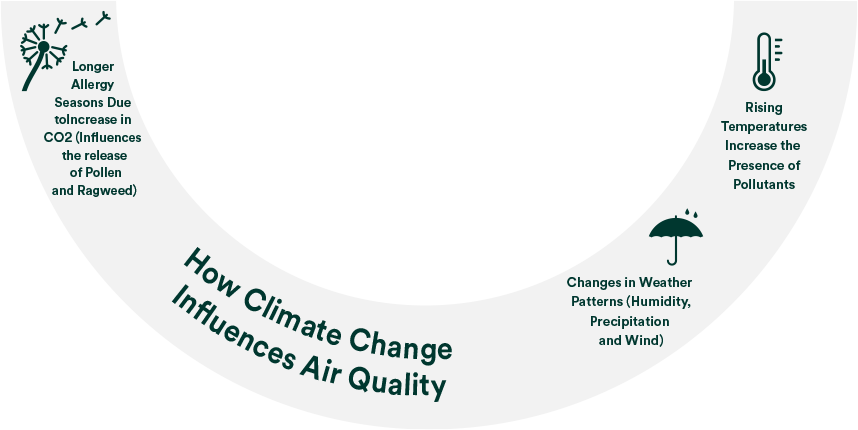 Longer
Allergy
Seasons Due
toIncrease in
CO2 (Influences
the release
of Pollen
and Ragweed)
How Climate Change
Influences Air Quality
Changes in Weather
Patterns (Humidity,
Precipitation
and Wind)
Rising
Temperatures
Increase the
Presence of
Pollutants